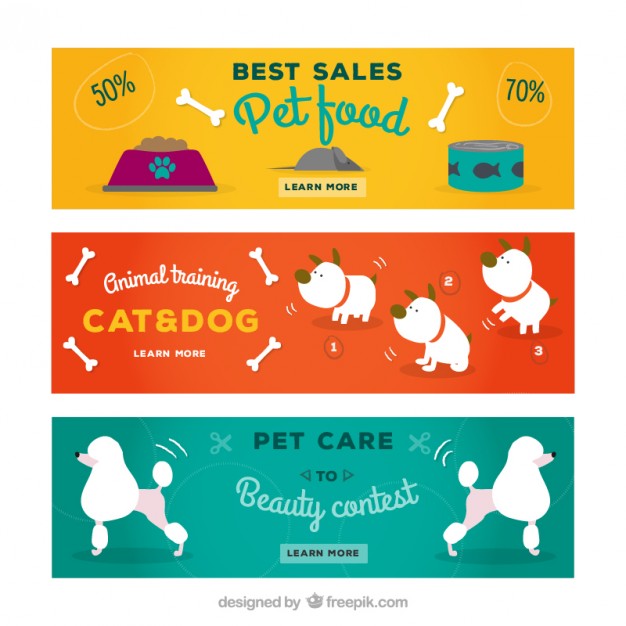 50%
BEST SALES
Pet food
70%
LEARN MORE
Animal training
CAT&DOG
LEARN MORE
1
2
3
PET CARE
TO
Beauty contest
LEARN MORE
designed by freepik.com